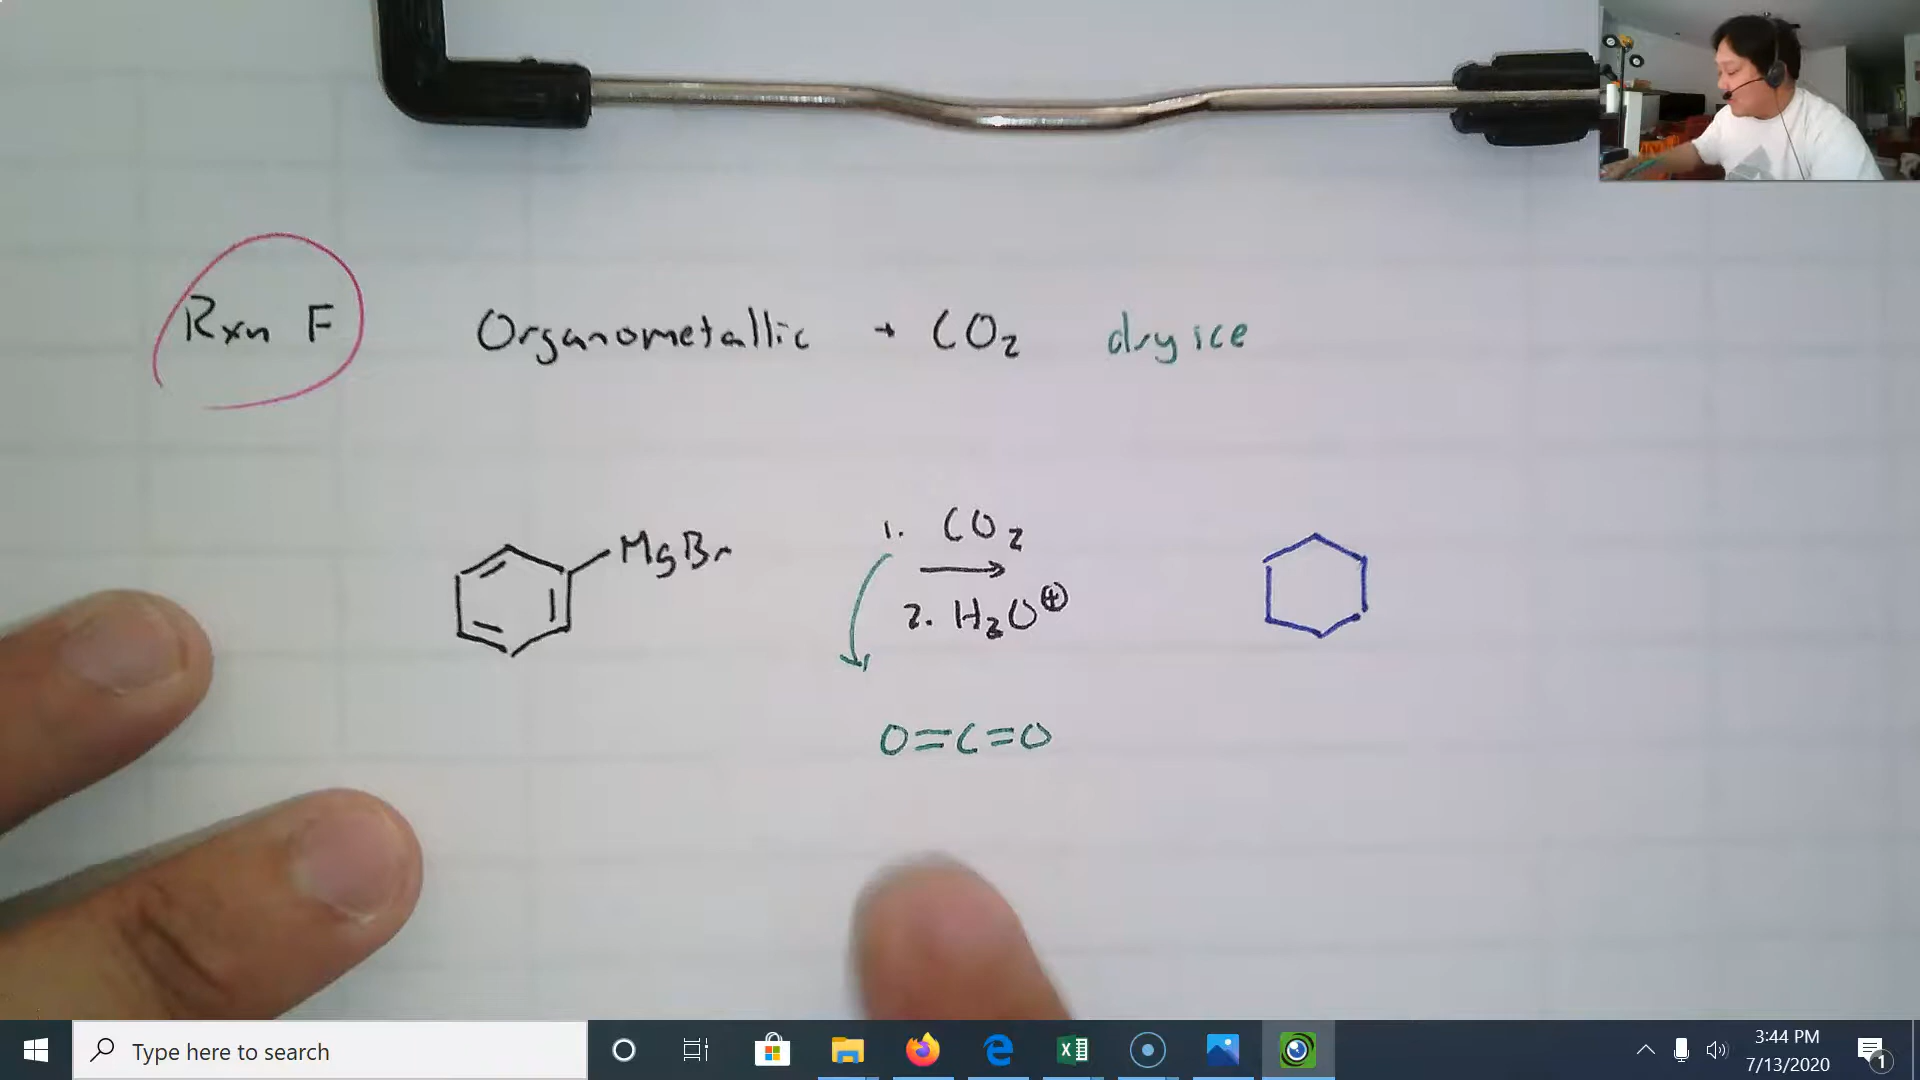 Rxn F Organometallic + CO₂ dry ice
MgBr
1. CO₂
2. H₃O⊕
O=C=O
Type here to search
3:44 PM
7/13/2020
1